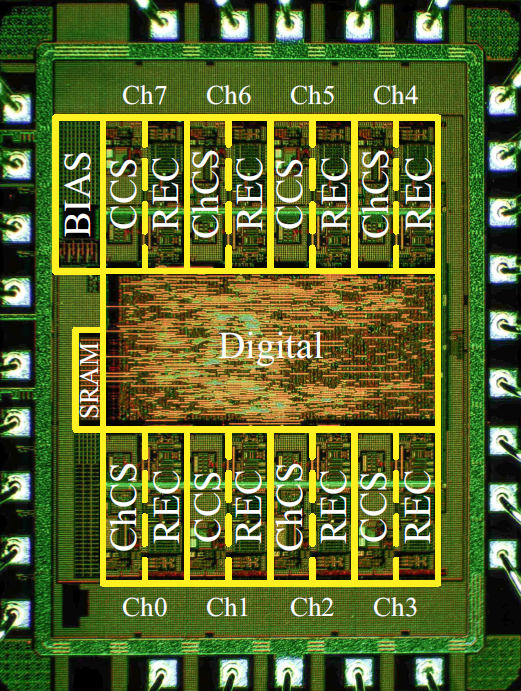 Ch7 Ch6 Ch5 Ch4
BIAS CCS REC ChCS REC CCS REC ChCS REC
Digital
SRAM
ChCS REC CCS REC ChCS REC CCS REC
Ch0 Ch1 Ch2 Ch3